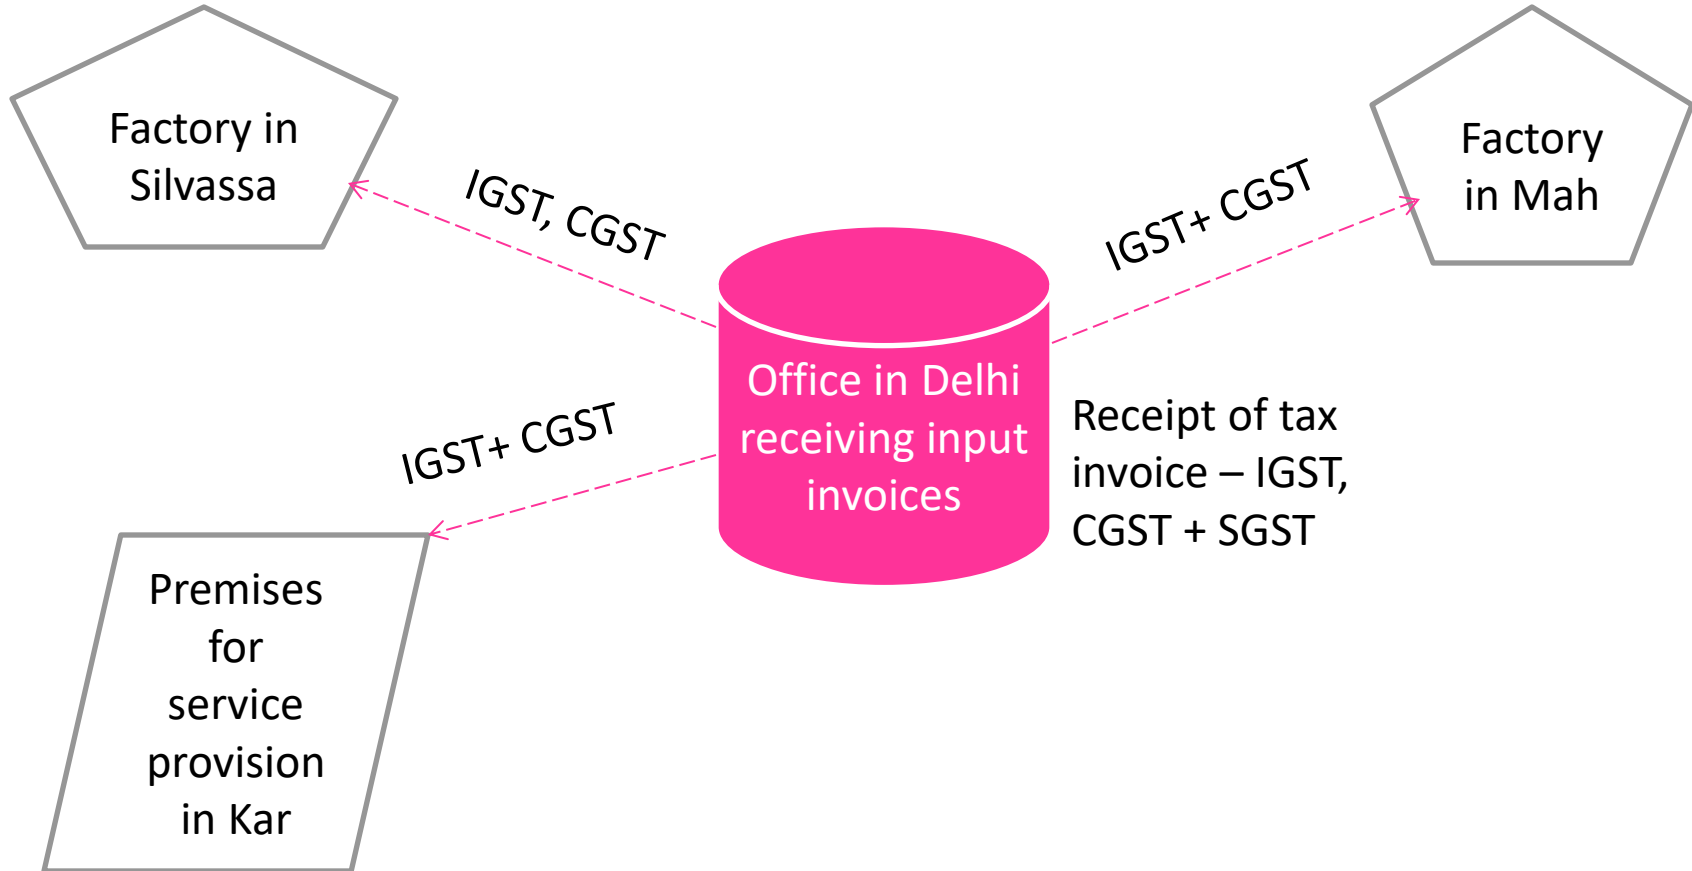 Factory in
Silvassa
IGST, CGST
IGST+ CGST
Factory
in Mah
Office in Delhi
receiving input
invoices
Receipt of tax
invoice – IGST,
CGST + SGST
IGST+ CGST
Premises
for
service
provision
in Kar